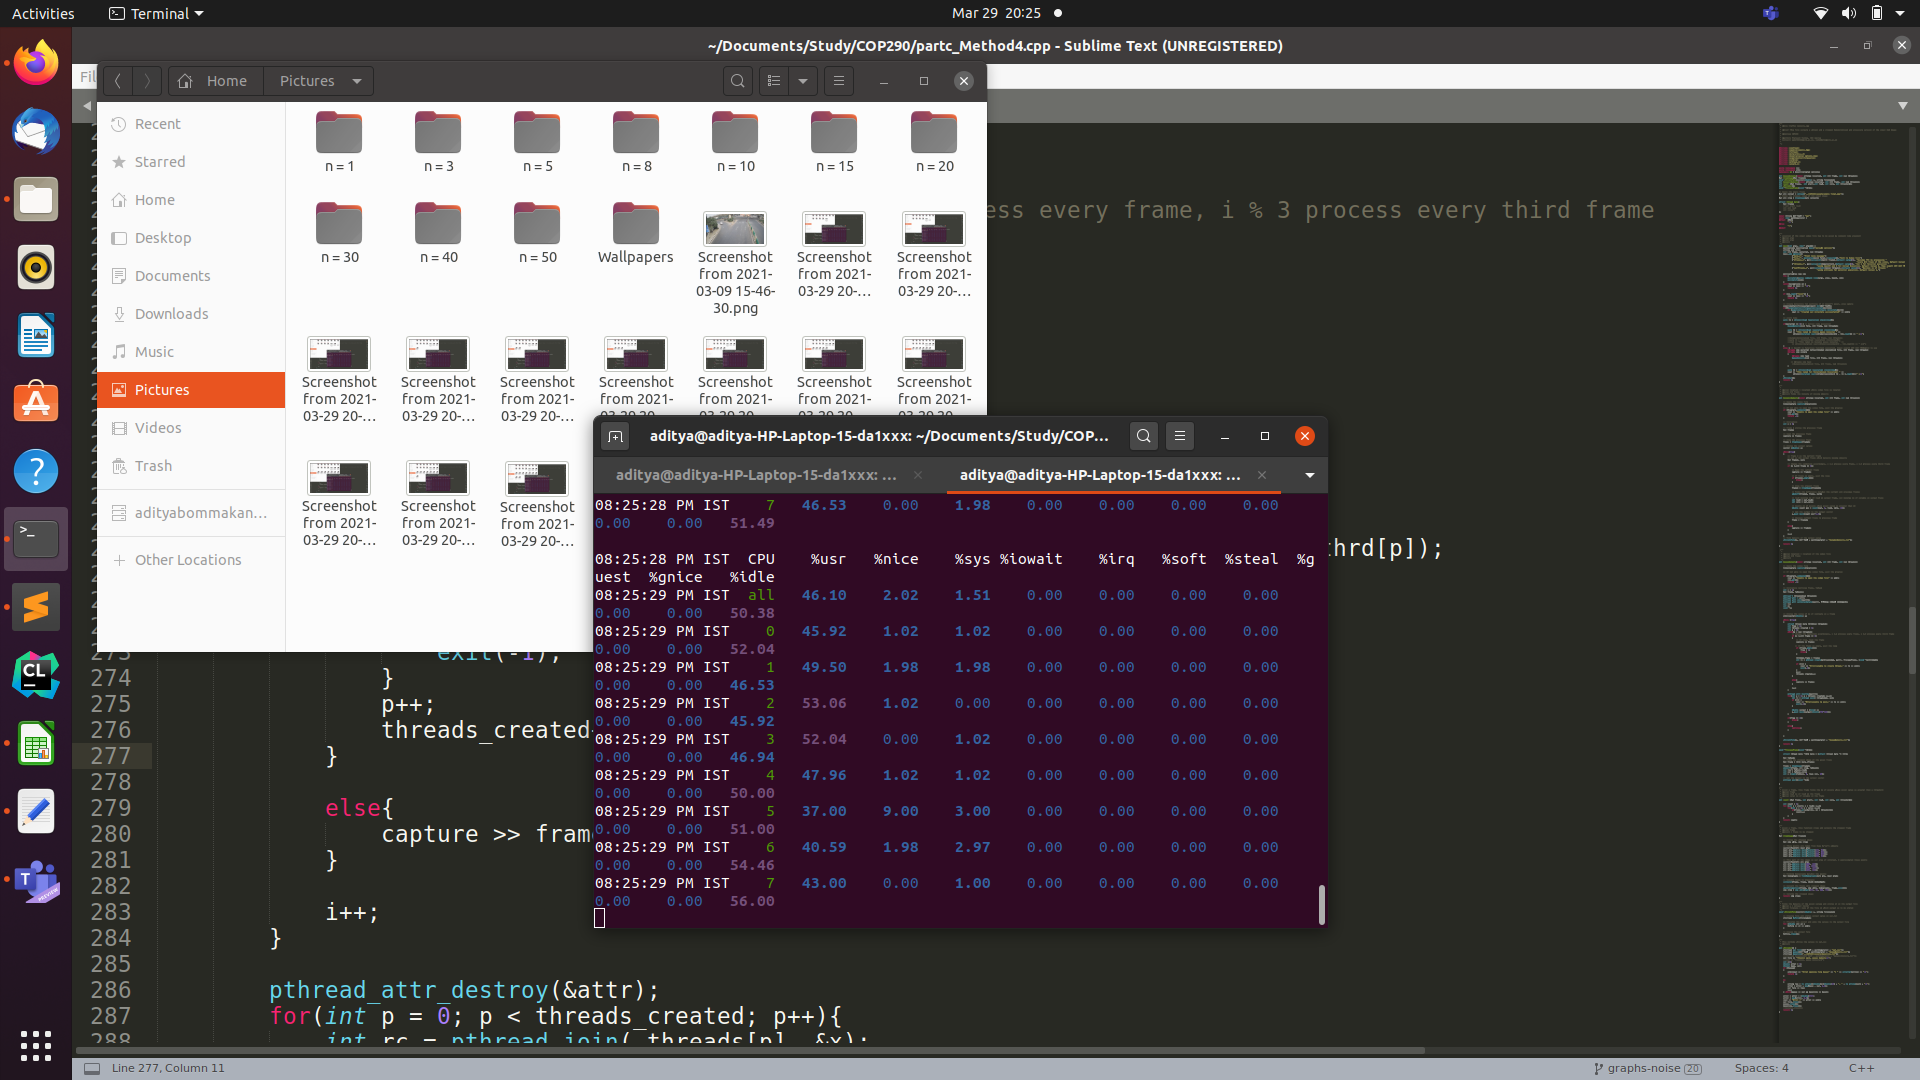 Activities
Terminal
Mar 29 20:25
~/Documents/Study/COP290/partc_Method4.cpp - Sublime Text (UNREGISTERED)
Home
Pictures
Recent
Starred
Home
Desktop
Documents
Downloads
Music
Pictures
Videos
Trash
adityabommakan...
Other Locations
n = 1
n = 3
n = 5
n = 8
n = 10
n = 15
n = 20
n = 30
n = 40
n = 50
Wallpapers
Screenshot
from 2021-
03-09 15-46-
30.png
Screenshot
from 2021-
03-29 20-...
Screenshot
from 2021-
03-29 20-...
Screenshot
from 2021-
03-29 20-...
Screenshot
from 2021-
03-29 20-...
Screenshot
from 2021-
03-29 20-...
Screenshot
from 2021-
Screenshot
from 2021-
Screenshot
from 2021-
Screenshot
from 2021-
Screenshot
from 2021-
03-29 20-...
Screenshot
from 2021-
03-29 20-...
Screenshot
from 2021-
03-29 20-...
ess every frame, i % 3 process every third frame
thrd[p]);
aditya@aditya-HP-Laptop-15-da1xxx: ~/Documents/Study/COP...
aditya@aditya-HP-Laptop-15-da1xxx: ...
aditya@aditya-HP-Laptop-15-da1xxx: ...
08:25:28 PM IST 7 46.53 0.00 1.98 0.00 0.00 0.00 0.00
0.00 0.00 51.49
08:25:28 PM IST CPU %usr %nice %sys %iowait %irq %soft %steal %g
uest %gnice %idle
08:25:29 PM IST all 46.10 2.02 1.51 0.00 0.00 0.00 0.00
0.00 0.00 50.38
08:25:29 PM IST 0 45.92 1.02 1.02 0.00 0.00 0.00 0.00
0.00 0.00 52.04
08:25:29 PM IST 1 49.50 1.98 1.98 0.00 0.00 0.00 0.00
0.00 0.00 46.53
08:25:29 PM IST 2 53.06 1.02 0.00 0.00 0.00 0.00 0.00
0.00 0.00 45.92
08:25:29 PM IST 3 52.04 0.00 1.02 0.00 0.00 0.00 0.00
0.00 0.00 46.94
08:25:29 PM IST 4 47.96 1.02 1.02 0.00 0.00 0.00 0.00
0.00 0.00 50.00
08:25:29 PM IST 5 37.00 9.00 3.00 0.00 0.00 0.00 0.00
0.00 0.00 51.00
08:25:29 PM IST 6 40.59 1.98 2.97 0.00 0.00 0.00 0.00
0.00 0.00 54.46
08:25:29 PM IST 7 43.00 0.00 1.00 0.00 0.00 0.00 0.00
0.00 0.00 56.00
273 exit(-1);
274 }
275 p++;
276 threads_created
277 }
278
279 else{
280 capture >> fram
281 }
282
283 i++;
284 }
285
286 pthread_attr_destroy(&attr);
287 for(int p = 0; p < threads_created; p++){
288 int rc = pthread_join( threads[p], &x);
Line 277, Column 11
graphs-noise 20
Spaces: 4
C++